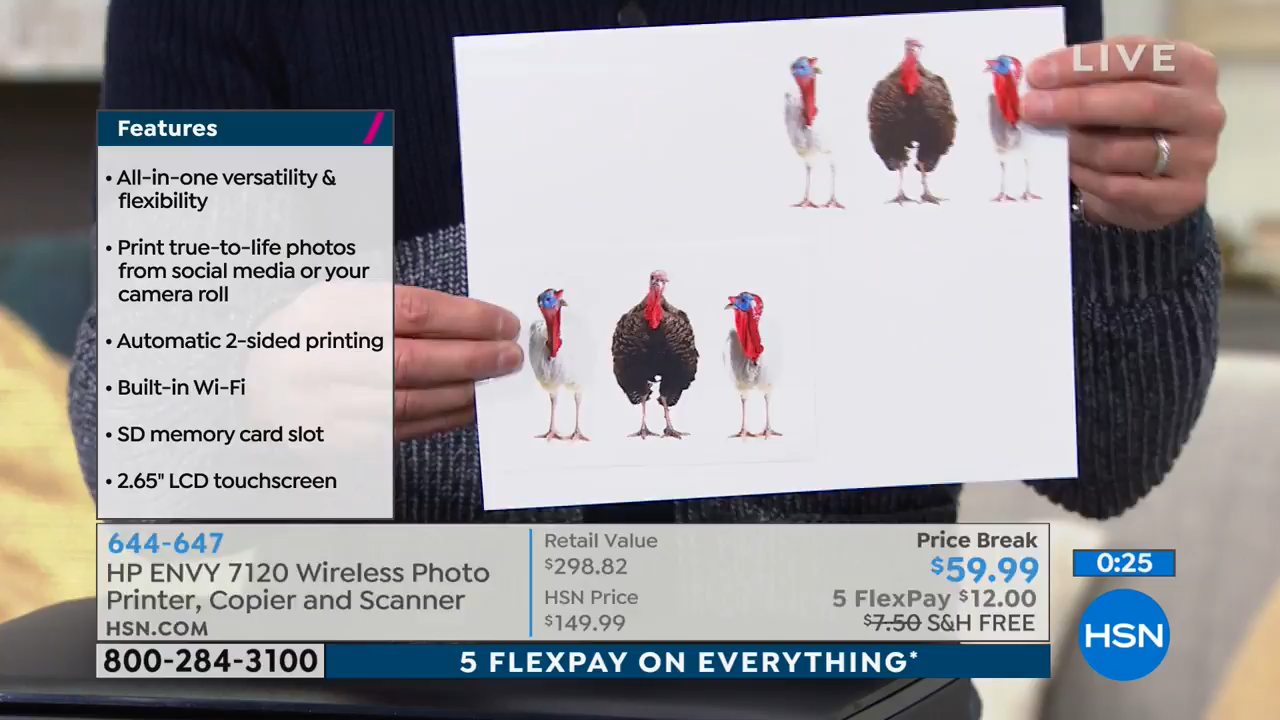 LIVE
Features
• All-in-one versatility &
flexibility
• Print true-to-life photos
from social media or your
camera roll
• Automatic 2-sided printing
• Built-in Wi-Fi
• SD memory card slot
• 2.65" LCD touchscreen
644-647
HP ENVY 7120 Wireless Photo
Printer, Copier and Scanner
HSN.COM
Retail Value
$298.82
HSN Price
$149.99
Price Break
$59.99
5 FlexPay $12.00
$7.50 S&H FREE
0:25
HSN
800-284-3100
5 FLEXPAY ON EVERYTHING*